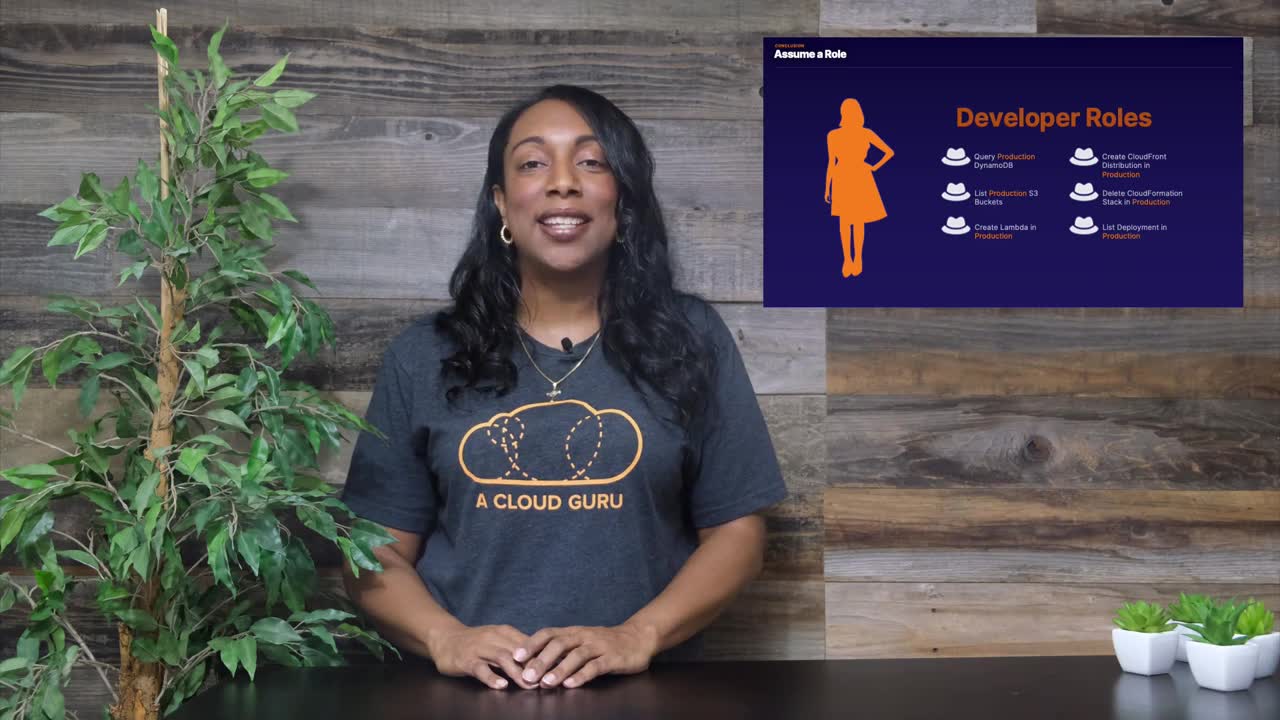 CONCLUSION
Assume a Role
Developer Roles
Query Production
DynamoDB
Create CloudFront
Distribution in
Production
List Production S3
Buckets
Delete CloudFormation
Stack in Production
Create Lambda in
Production
List Deployment in
Production
A CLOUD GURU